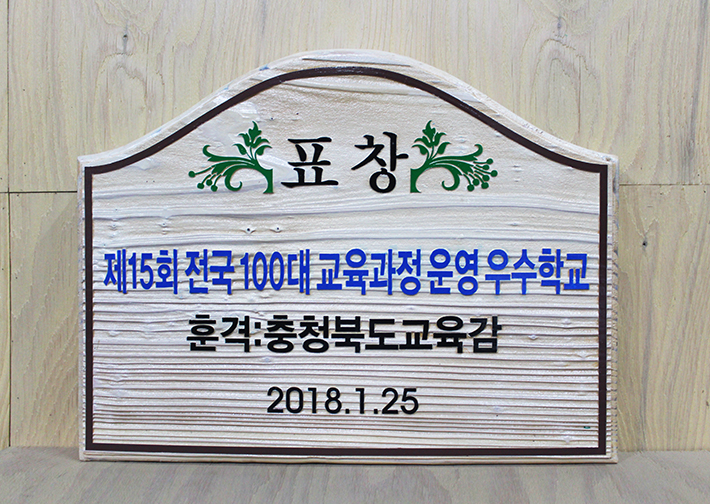 표창
제15회 전국 100대 교육과정 운영 우수학교
훈격:충청북도교육감
2018.1.25